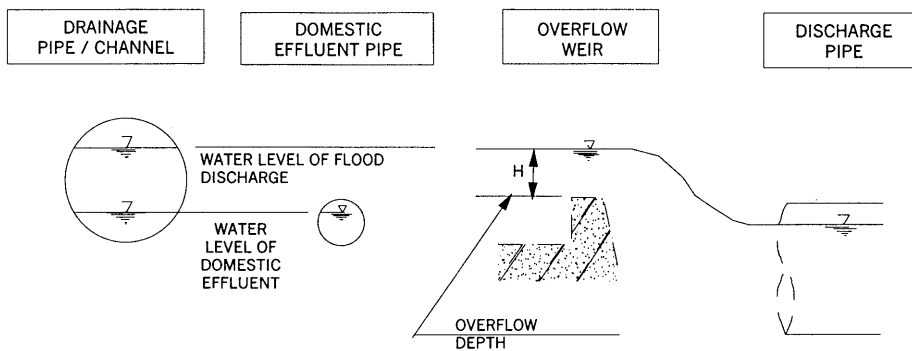 DRAINAGE
PIPE / CHANNEL
DOMESTIC
EFFLUENT PIPE
OVERFLOW
WEIR
DISCHARGE
PIPE
WATER LEVEL OF FLOOD
DISCHARGE
H
WATER
LEVEL OF
DOMESTIC
EFFLUENT
OVERFLOW
DEPTH